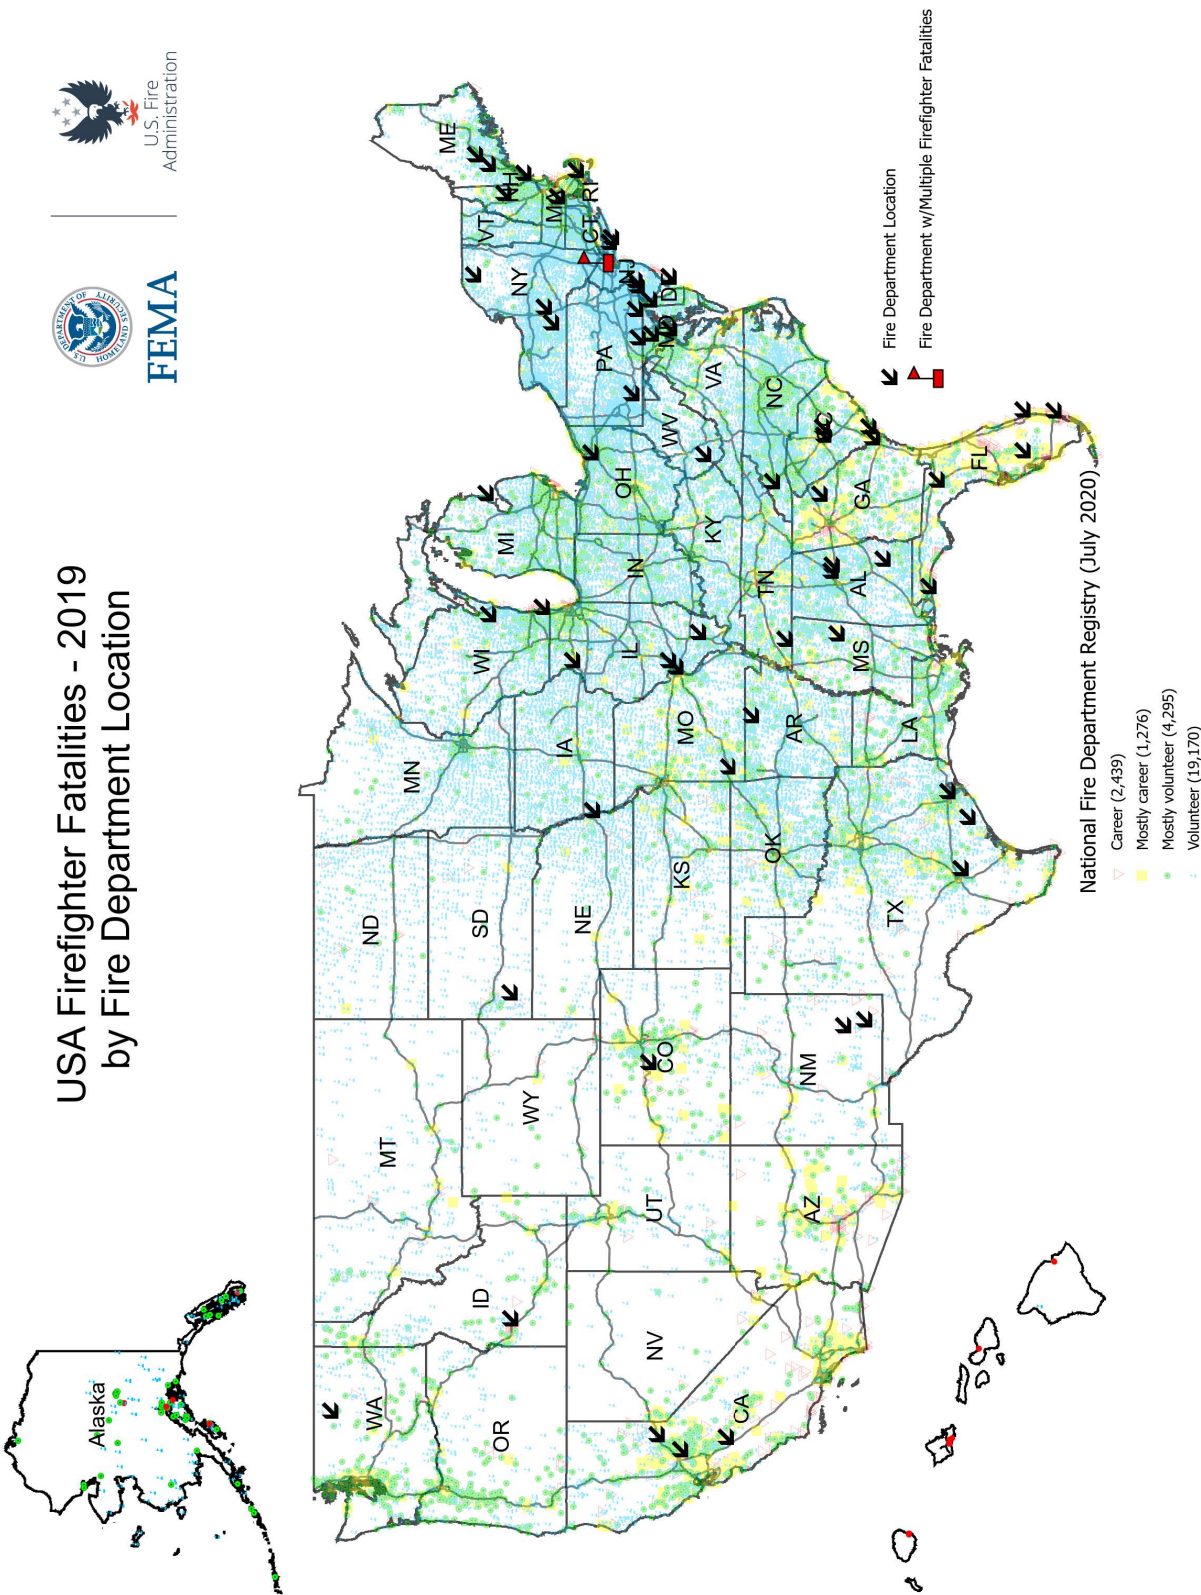 USA Firefighter Fatalities - 2019
by Fire Department Location
U.S. DEPARTMENT OF HOMELAND SECURITY
FEMA
U.S. Fire
Administration
Alaska
WA
OR
ID
MT
ND
SD
MN
WI
MI
WY
NE
IA
IL
IN
OH
PA
NY
VT
NH
ME
MA
RI
CT
NJ
MD
WV
VA
KY
NV
UT
CO
KS
MO
CA
AZ
NM
OK
AR
TN
NC
SC
TX
LA
MS
AL
GA
FL
Fire Department Location
Fire Department w/Multiple Firefighter Fatalities
National Fire Department Registry (July 2020)
Career (2,439)
Mostly career (1,276)
Mostly volunteer (4,295)
Volunteer (19,170)